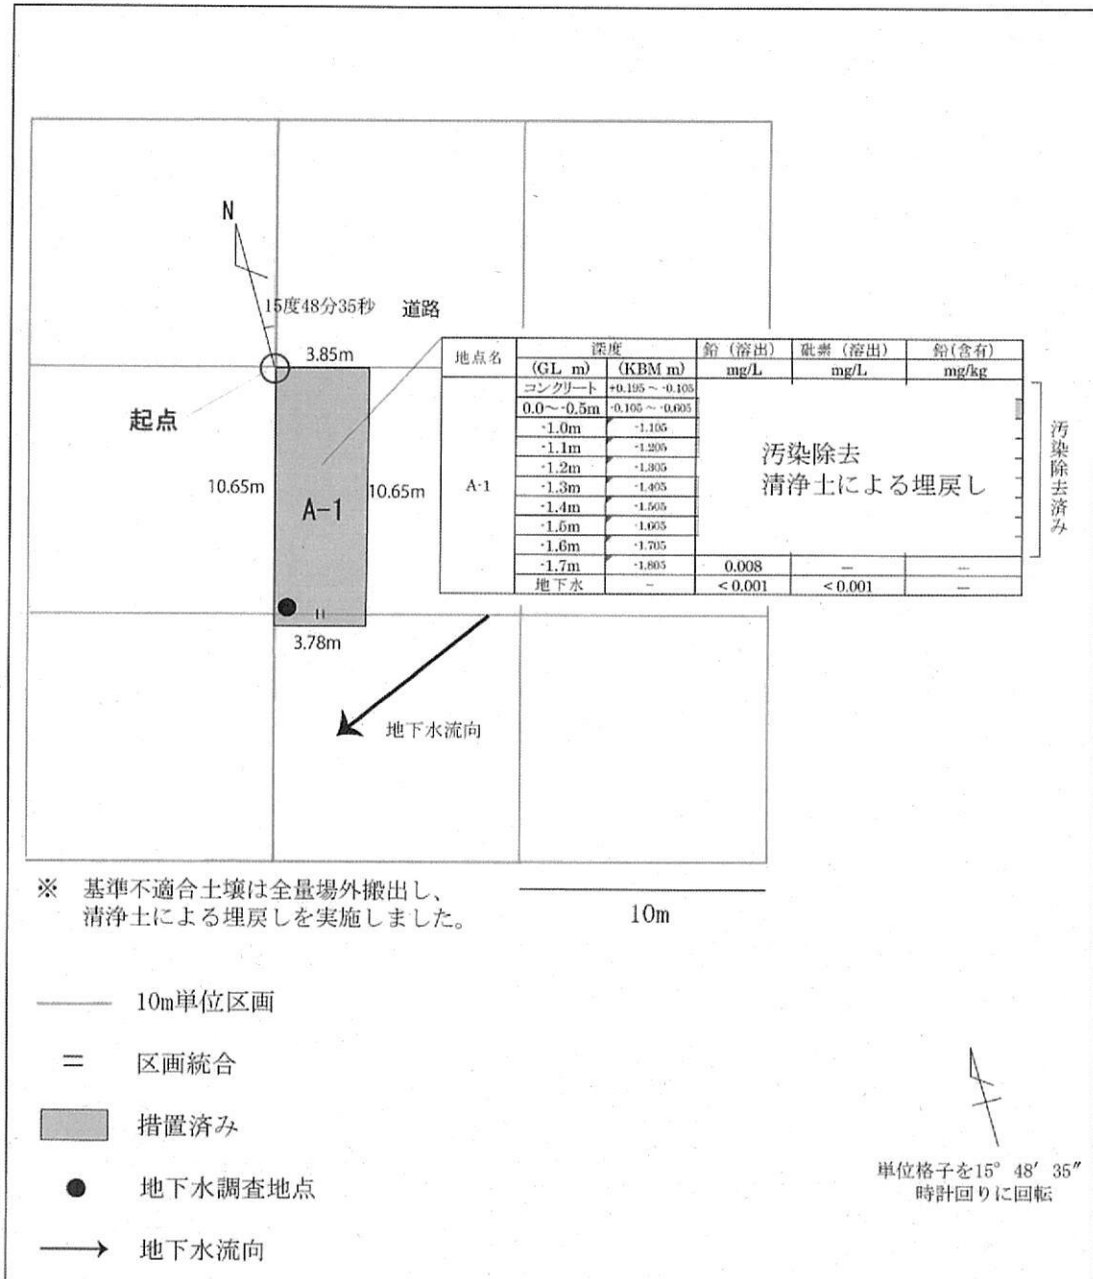 N
15度48分35秒 道路
3.85m
起点
10.65m
10.65m
A-1
=
3.78m
地下水流向
地点名 深度 鉛 (溶出) 砒素 (溶出) 鉛(含有)
(GL m) (KBM m) mg/L mg/L mg/kg
A-1
コンクリート +0.195 ~ -0.105
0.0~-0.5m -0.105 ~ -0.605
-1.0m -1.105
-1.1m -1.205
-1.2m -1.305
-1.3m -1.405
-1.4m -1.505
-1.5m -1.605
-1.6m -1.705
-1.7m -1.805 0.008 — —
地下水 - <0.001 <0.001 —
汚染除去
清浄土による埋戻し
汚染除去済み
※ 基準不適合土壌は全量場外搬出し、
清浄土による埋戻しを実施しました。
10m
10m単位区画
= 区画統合
措置済み
地下水調査地点
地下水流向
単位格子を15° 48′ 35″
時計回りに回転